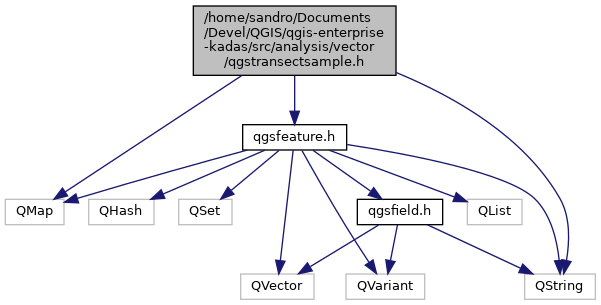 /home/sandro/Documents
/Devel/QGIS/qgis-enterprise
-kadas/src/analysis/vector
/qgstransectsample.h
qgsfeature.h
QMap
QHash
QSet
qgsfield.h
QList
QVector
QVariant
QString